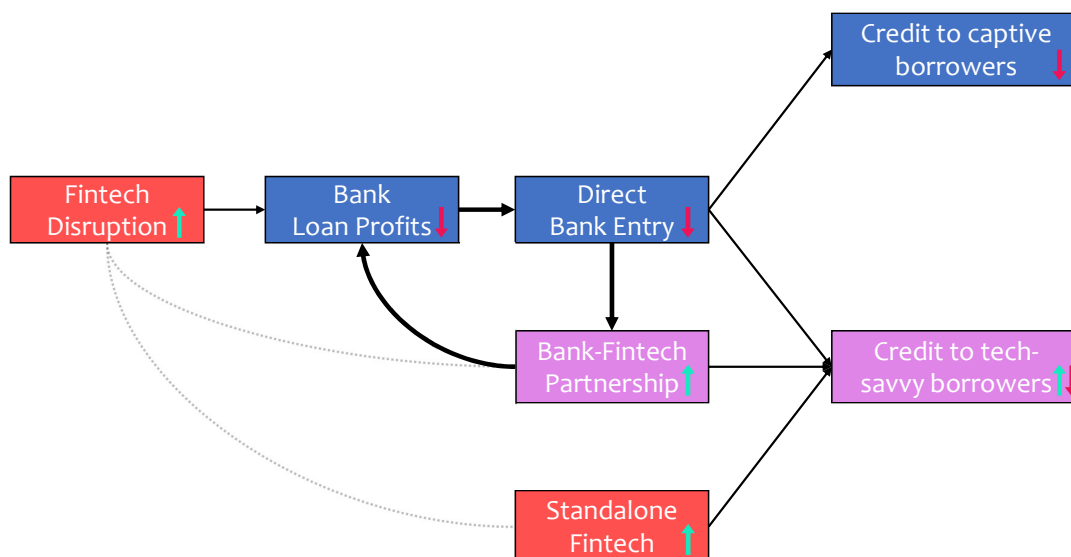 Credit to captive
borrowers
Fintech
Disruption
Bank
Loan Profits
Direct
Bank Entry
Bank-Fintech
Partnership
Credit to tech-
savvy borrowers
Standalone
Fintech